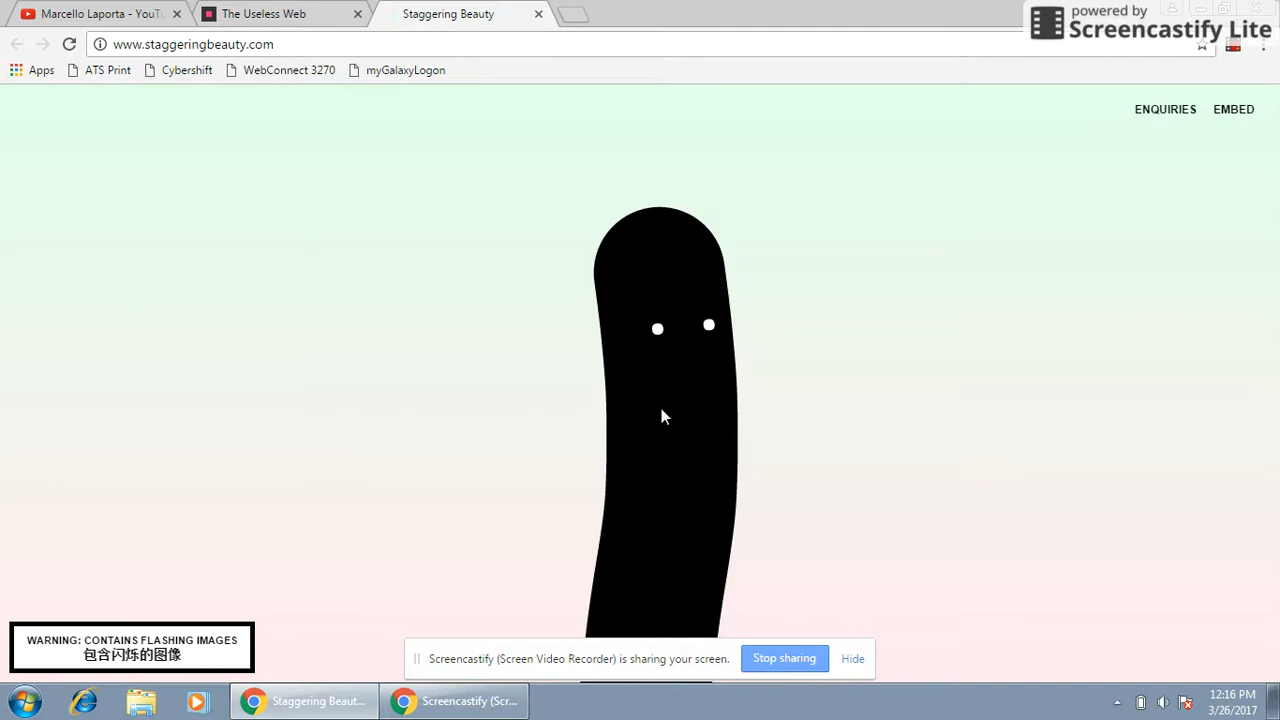 Marcello Laporta - YouTu
The Useless Web
Staggering Beauty
powered by
Screencastify Lite
www.staggeringbeauty.com
Apps
ATS Print
Cybershift
WebConnect 3270
myGalaxyLogon
ENQUIRIES
EMBED
WARNING: CONTAINS FLASHING IMAGES
包含闪烁的图像
Screencastify (Screen Video Recorder) is sharing your screen.
Stop sharing
Hide
Staggering Beaut...
Screencastify (Scr...
12:16 PM
3/26/2017